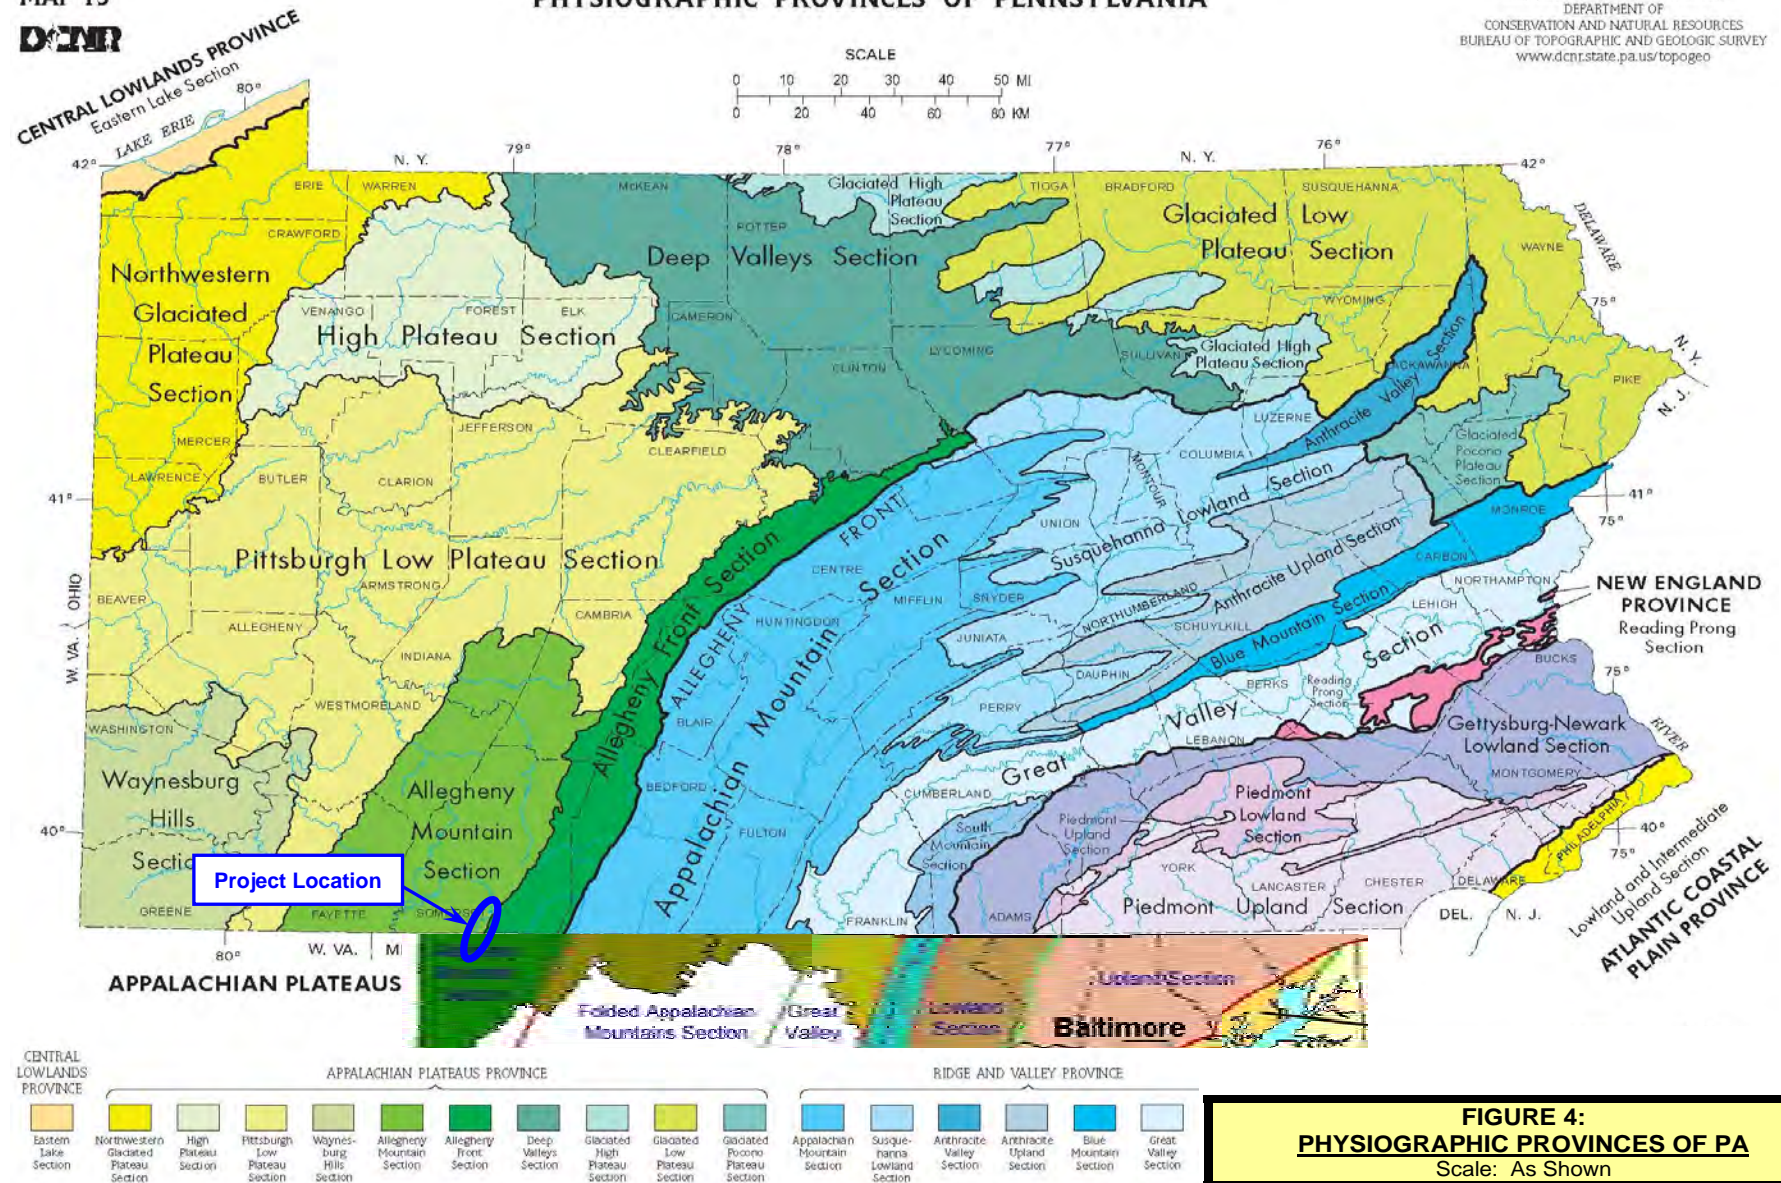 MAP 13
PHYSIOGRAPHIC PROVINCES OF PENNSYLVANIA
DCNR
DEPARTMENT OF
CONSERVATION AND NATURAL RESOURCES
BUREAU OF TOPOGRAPHIC AND GEOLOGIC SURVEY
www.dcnr.state.pa.us/topogeo
SCALE
0 10 20 30 40 50 MI
0 20 40 60 80 KM
CENTRAL LOWLANDS PROVINCE
Eastern Lake Section
80°
LAKE ERIE
42°
N. Y.
79°
78°
77°
N. Y.
76°
42°
ERIE
WARREN
McKEAN
Glaciated High
Plateau
Section
TIOGA
BRADFORD
SUSQUEHANNA
CRAWFORD
POTTER
Glaciated Low
Plateau Section
WAYNE
DELAWARE
Deep Valleys Section
Northwestern
Glaciated
Plateau
Section
VENANGO
FOREST
ELK
High Plateau Section
CAMERON
WYOMING
75°
LYCOMING
SULLIVAN
Glaciated High
Plateau Section
CLINTON
Anthracite Valley Section
N. Y.
N. J.
PIKE
MERCER
JEFFERSON
LUZERNE
CLEARFIELD
COLUMBIA
Glaciated
Pocono
Plateau
Section
LAWRENCE
BUTLER
CLARION
MONTOUR
41°
41°
75°
MONROE
ALLEGHENY FRONT
UNION
Susquehanna Lowland Section
Pittsburgh Low Plateau Section
CENTRE
CARBON
ARMSTRONG
Anthracite Upland Section
NORTHAMPTON
NEW ENGLAND
PROVINCE
Reading Prong
Section
BEAVER
CAMBRIA
MIFFLIN
SNYDER
NORTHUMBERLAND
LEHIGH
W. VA. | OHIO
ALLEGHENY
HUNTINGDON
JUNIATA
SCHUYLKILL
Blue Mountain Section
INDIANA
Allegheny Front Section
Appalachian Mountain Section
DAUPHIN
BERKS
Reading
Prong
Section
BUCKS
75°
WESTMORELAND
BLAIR
PERRY
Great Valley Section
WASHINGTON
LEBANON
Gettysburg-Newark
Lowland Section
RIVER
Waynesburg
Hills
Section
Allegheny
Mountain
Section
BEDFORD
CUMBERLAND
Piedmont
Lowland
Section
MONTGOMERY
40°
FULTON
South
Mountain
Section
Piedmont
Upland
Section
PHILADELPHIA
40°
75°
Project Location
YORK
LANCASTER
CHESTER
DELAWARE
GREENE
FAYETTE
FRANKLIN
ADAMS
Piedmont Upland Section
DEL.
N. J.
Lowland and Intermediate
Upland Section
ATLANTIC COASTAL
PLAIN PROVINCE
80°
W. VA.
APPALACHIAN PLATEAUS
Folded Appalachian
Mountains Section
Great
Valley
Lowland
Section
Upland Section
Baltimore
CENTRAL
LOWLANDS
PROVINCE
APPALACHIAN PLATEAUS PROVINCE
RIDGE AND VALLEY PROVINCE
Eastern
Lake
Section
Northwestern
Glaciated
Plateau
Section
High
Plateau
Section
Pittsburgh
Low
Plateau
Section
Waynes-
burg
Hills
Section
Allegheny
Mountain
Section
Allegheny
Front
Section
Deep
Valleys
Section
Glaciated
High
Plateau
Section
Glaciated
Low
Plateau
Section
Glaciated
Pocono
Plateau
Section
Appalachian
Mountain
Section
Susque-
hanna
Lowland
Section
Anthracite
Valley
Section
Anthracite
Upland
Section
Blue
Mountain
Section
Great
Valley
Section
FIGURE 4:
PHYSIOGRAPHIC PROVINCES OF PA
Scale: As Shown